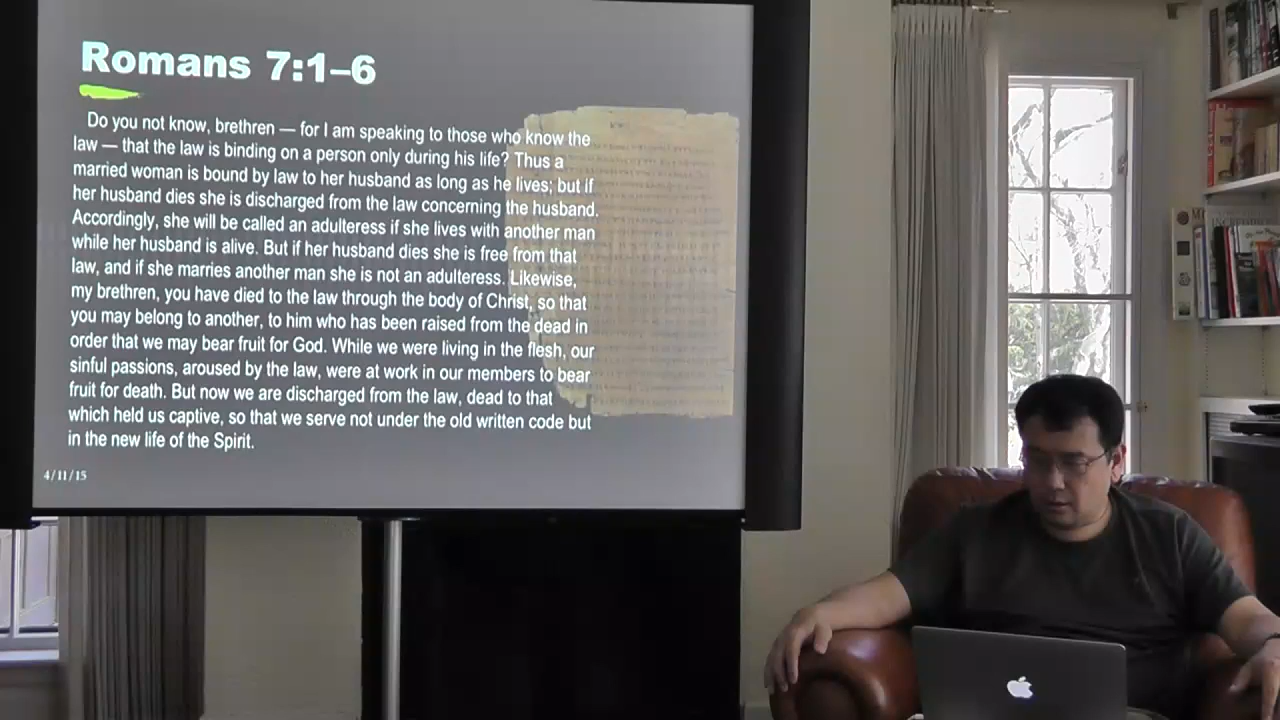 Romans 7:1–6
Do you not know, brethren — for I am speaking to those who know the
law — that the law is binding on a person only during his life? Thus a
married woman is bound by law to her husband as long as he lives; but if
her husband dies she is discharged from the law concerning the husband.
Accordingly, she will be called an adulteress if she lives with another man
while her husband is alive. But if her husband dies she is free from that
law, and if she marries another man she is not an adulteress. Likewise,
my brethren, you have died to the law through the body of Christ, so that
you may belong to another, to him who has been raised from the dead in
order that we may bear fruit for God. While we were living in the flesh, our
sinful passions, aroused by the law, were at work in our members to bear
fruit for death. But now we are discharged from the law, dead to that
which held us captive, so that we serve not under the old written code but
in the new life of the Spirit.
4/11/15